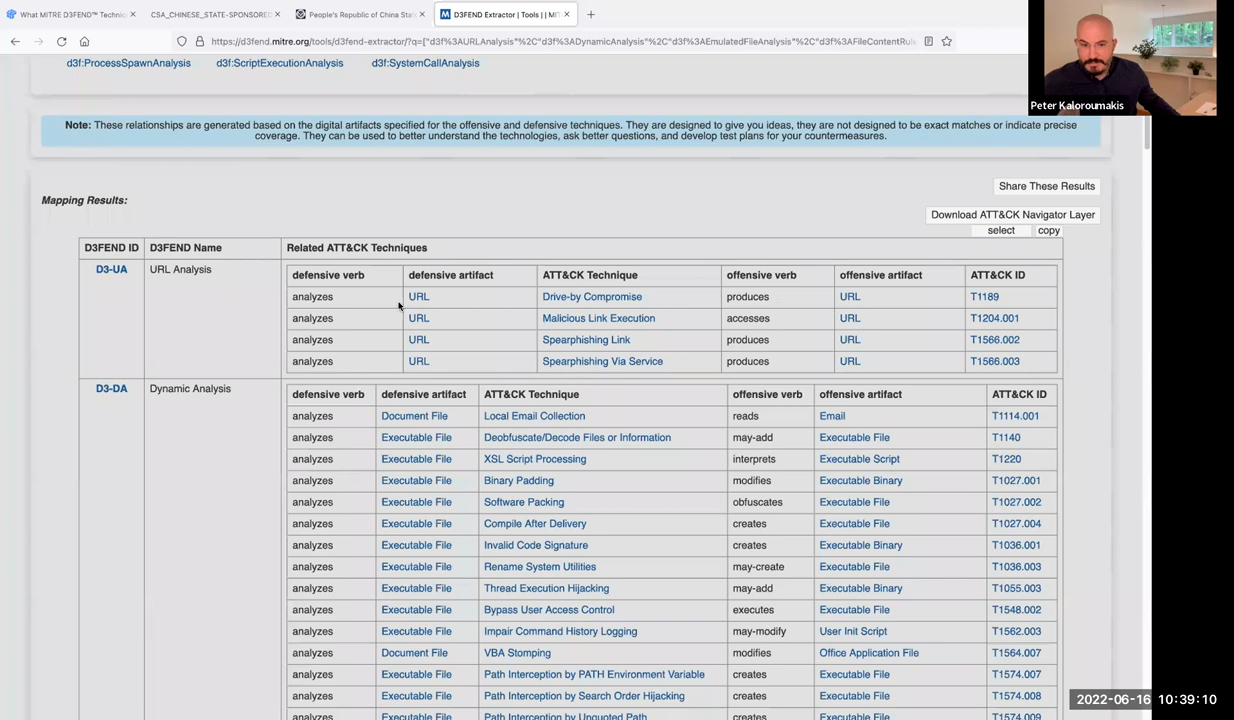 What MITRE D3FEND™ Technic
CSA_CHINESE_STATE-SPONSORED
People's Republic of China Stat
D3FEND Extractor | Tools | | MIT
https://d3fend.mitre.org/tools/d3fend-extractor/?q=["d3f%3AURLAnalysis"%2C"d3f%3ADynamicAnalysis"%2C"d3f%3AEmulatedFileAnalysis"%2C"d3f%3AFileContentRul
Peter Kaloroumakis
d3f:ProcessSpawnAnalysis d3f:ScriptExecutionAnalysis d3f:SystemCallAnalysis
Note: These relationships are generated based on the digital artifacts specified for the offensive and defensive techniques. They are designed to give you ideas, they are not designed to be exact matches or indicate precise
coverage. They can be used to better understand the technologies, ask better questions, and develop test plans for your countermeasures.
Share These Results
Mapping Results:
Download ATT&CK Navigator Layer
select copy
D3FEND ID D3FEND Name Related ATT&CK Techniques
D3-UA URL Analysis
defensive verb defensive artifact ATT&CK Technique offensive verb offensive artifact ATT&CK ID
analyzes URL Drive-by Compromise produces URL T1189
analyzes URL Malicious Link Execution accesses URL T1204.001
analyzes URL Spearphishing Link produces URL T1566.002
analyzes URL Spearphishing Via Service produces URL T1566.003
D3-DA Dynamic Analysis
defensive verb defensive artifact ATT&CK Technique offensive verb offensive artifact ATT&CK ID
analyzes Document File Local Email Collection reads Email T1114.001
analyzes Executable File Deobfuscate/Decode Files or Information may-add Executable File T1140
analyzes Executable File XSL Script Processing interprets Executable Script T1220
analyzes Executable File Binary Padding modifies Executable Binary T1027.001
analyzes Executable File Software Packing obfuscates Executable File T1027.002
analyzes Executable File Compile After Delivery creates Executable File T1027.004
analyzes Executable File Invalid Code Signature creates Executable Binary T1036.001
analyzes Executable File Rename System Utilities may-create Executable File T1036.003
analyzes Executable File Thread Execution Hijacking may-add Executable Binary T1055.003
analyzes Executable File Bypass User Access Control executes Executable File T1548.002
analyzes Executable File Impair Command History Logging may-modify User Init Script T1562.003
analyzes Document File VBA Stomping modifies Office Application File T1564.007
analyzes Executable File Path Interception by PATH Environment Variable creates Executable File T1574.007
analyzes Executable File Path Interception by Search Order Hijacking creates Executable File T1574.008
analyzes Executable File Path Interception by Unquoted Path creates Executable File T1574.009
2022-06-16 10:39:10